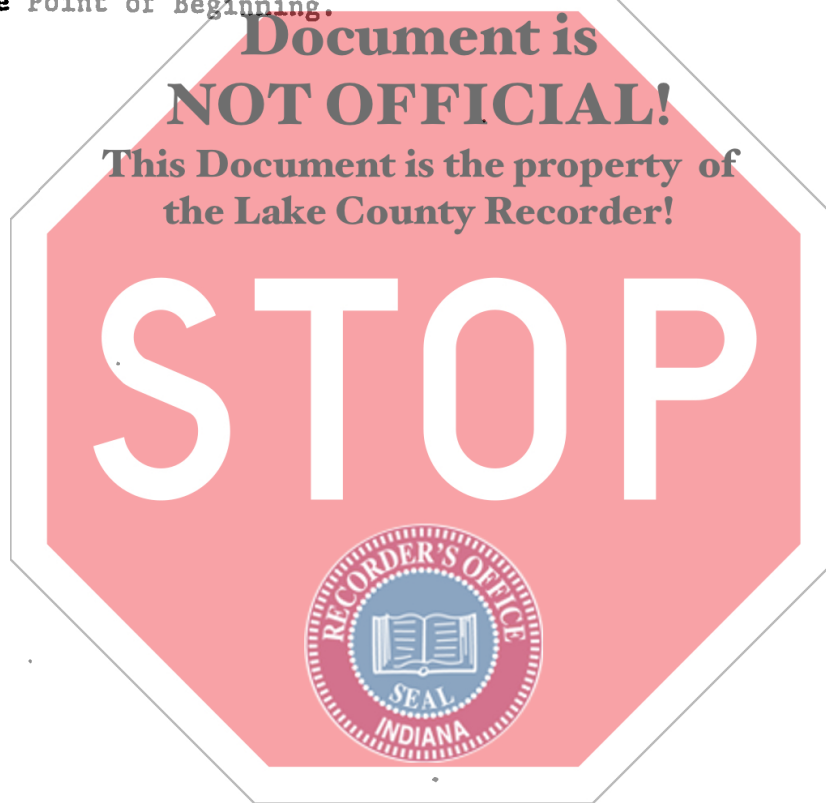 e Point of Beginning.
Document is
NOT OFFICIAL!
This Document is the property of
the Lake County Recorder!
STOP
RECORDER'S OFFICE
SEAL
INDIANA